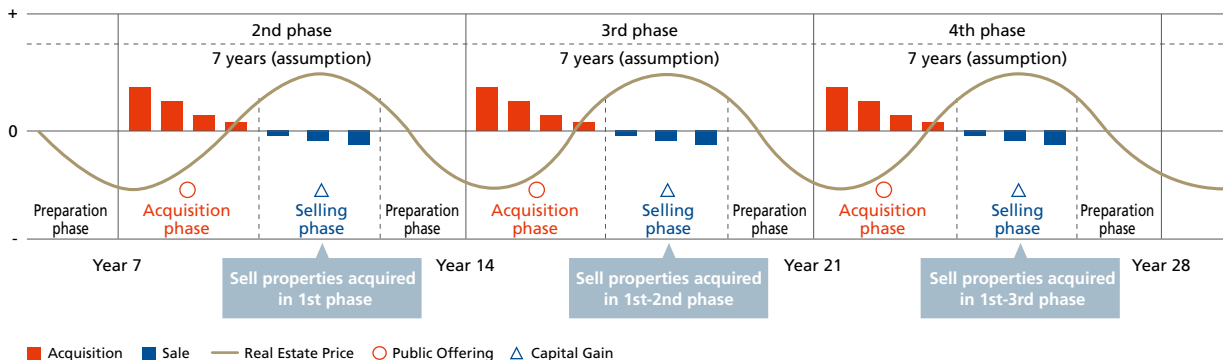 +
2nd phase
3rd phase
4th phase
7 years (assumption)
7 years (assumption)
7 years (assumption)
0
Preparation
phase
Acquisition
phase
Selling
phase
Preparation
phase
Acquisition
phase
Selling
phase
Preparation
phase
Acquisition
phase
Selling
phase
Preparation
phase
-
Year 7
Year 14
Year 21
Year 28
Sell properties acquired
in 1st phase
Sell properties acquired
in 1st-2nd phase
Sell properties acquired
in 1st-3rd phase
Acquisition
Sale
Real Estate Price
Public Offering
Capital Gain